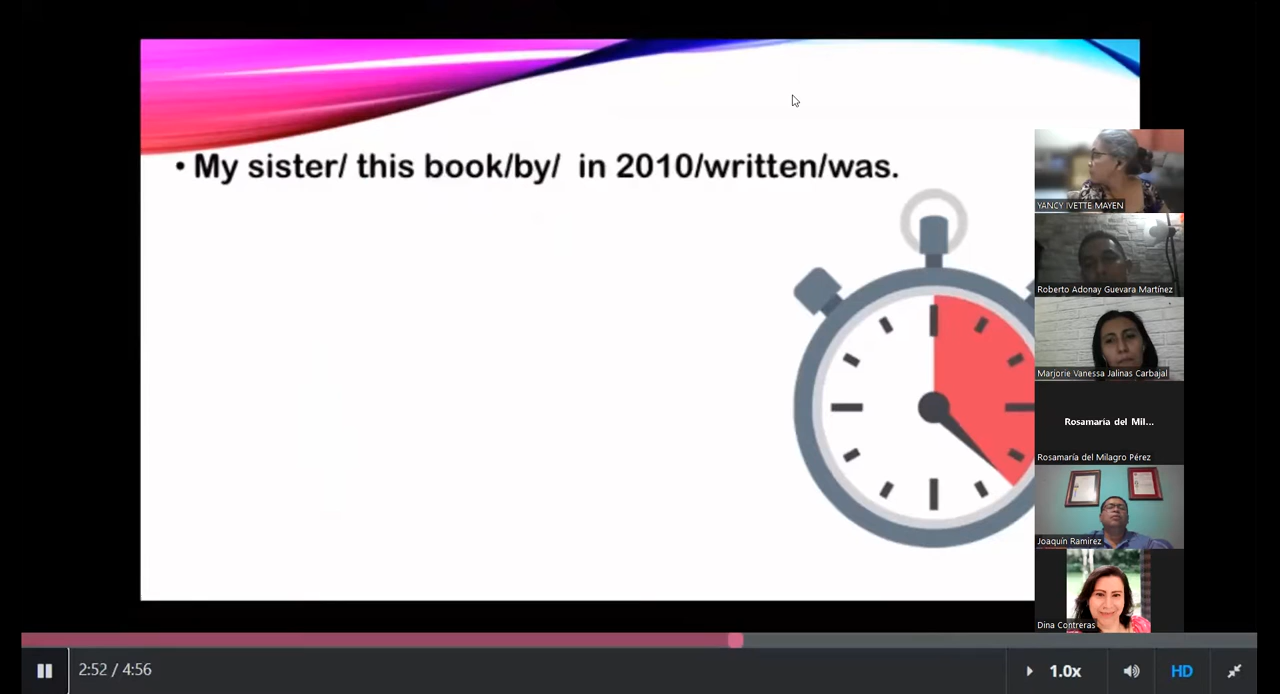 • My sister/ this book/by/ in 2010/written/was.
YANCY IVETTE MAYEN
Roberto Adonay Guevara Martínez
Marjorie Vanessa Jalinas Carbajal
Rosamaría del Mil...
Rosamaría del Milagro Pérez
Joaquín Ramirez
Dina Contreras
2:52 / 4:56
1.0x
HD